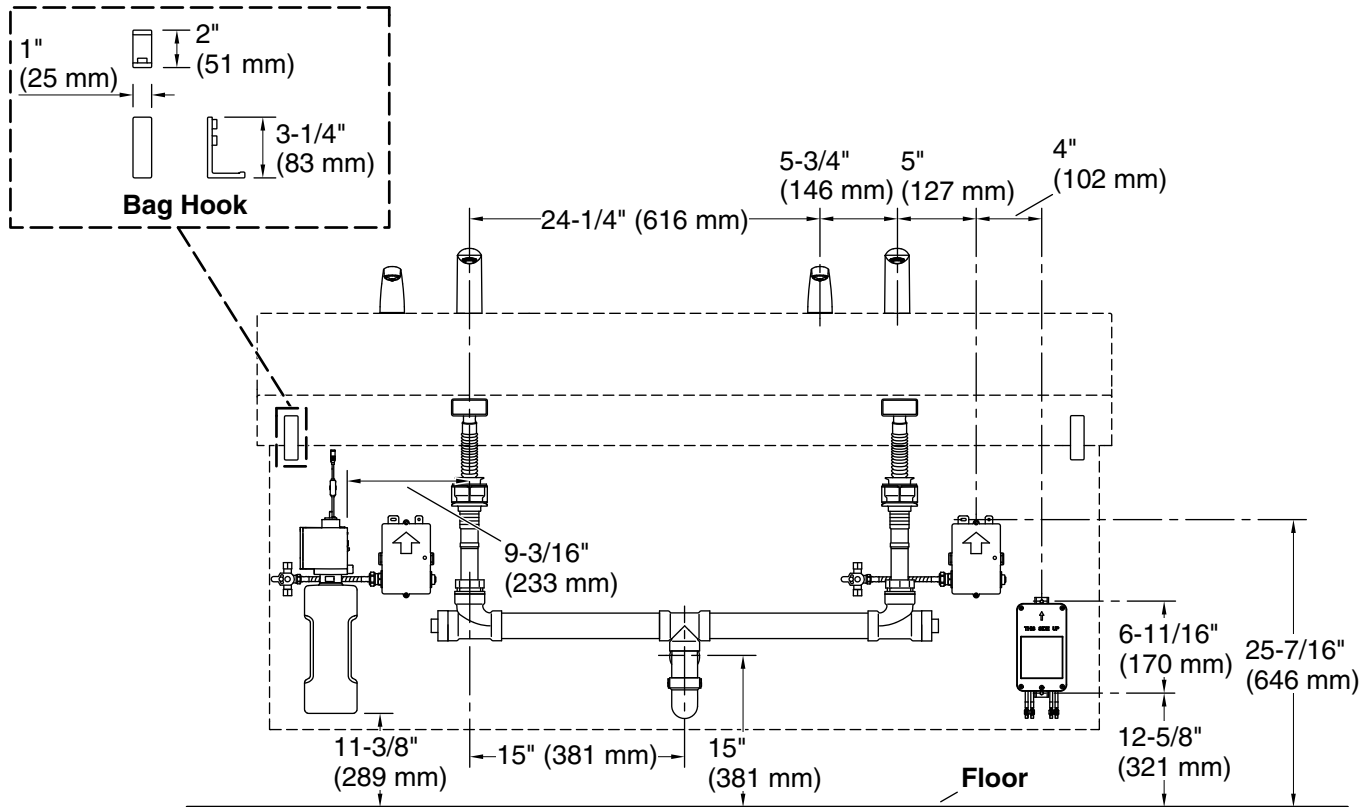 1"
(25 mm)
2"
(51 mm)
3-1/4"
(83 mm)
Bag Hook
24-1/4" (616 mm)
5-3/4"
(146 mm)
5"
(127 mm)
4"
(102 mm)
9-3/16"
(233 mm)
THIS SIDE UP
6-11/16"
(170 mm)
25-7/16"
(646 mm)
11-3/8"
(289 mm)
15" (381 mm)
15"
(381 mm)
12-5/8"
(321 mm)
Floor